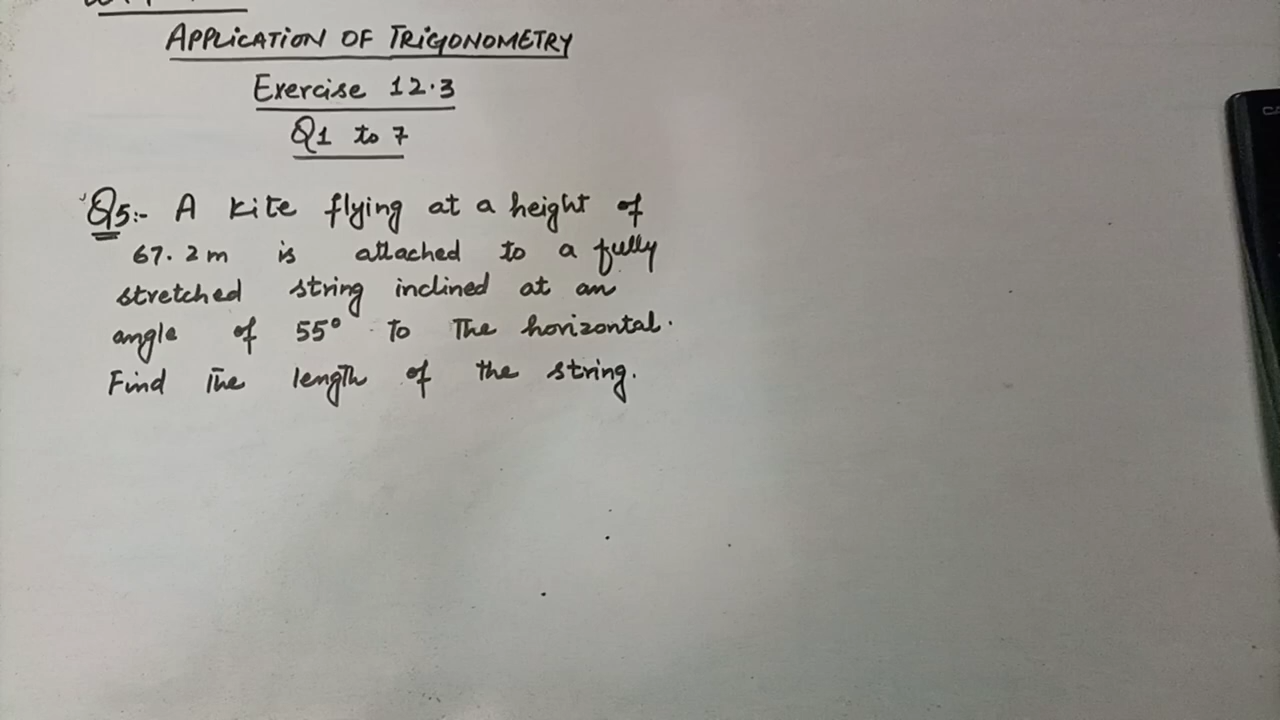 APPLICATION OF TRIGONOMETRY
Exercise 12.3
Q1 to 7
Q5:- A kite flying at a height of
67.2m is attached to a fully
stretched string inclined at an
angle of 55° to The horizontal.
Find The length of the string.